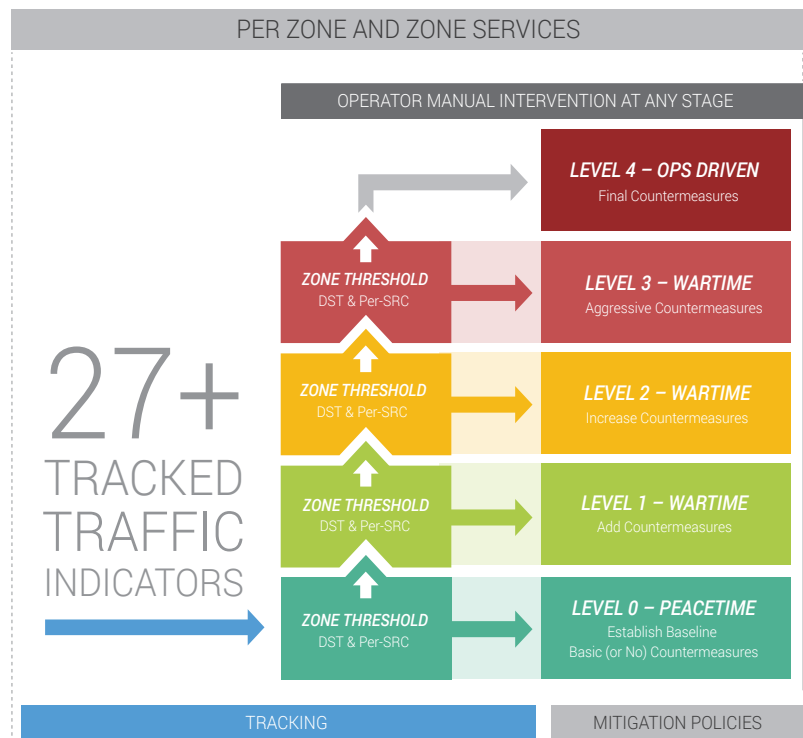 PER ZONE AND ZONE SERVICES
OPERATOR MANUAL INTERVENTION AT ANY STAGE
LEVEL 4 – OPS DRIVEN
Final Countermeasures
ZONE THRESHOLD
DST & Per-SRC
LEVEL 3 – WARTIME
Aggressive Countermeasures
27+
TRACKED
TRAFFIC
INDICATORS
ZONE THRESHOLD
DST & Per-SRC
LEVEL 2 – WARTIME
Increase Countermeasures
ZONE THRESHOLD
DST & Per-SRC
LEVEL 1 – WARTIME
Add Countermeasures
ZONE THRESHOLD
DST & Per-SRC
LEVEL 0 – PEACETIME
Establish Baseline
Basic (or No) Countermeasures
TRACKING
MITIGATION POLICIES